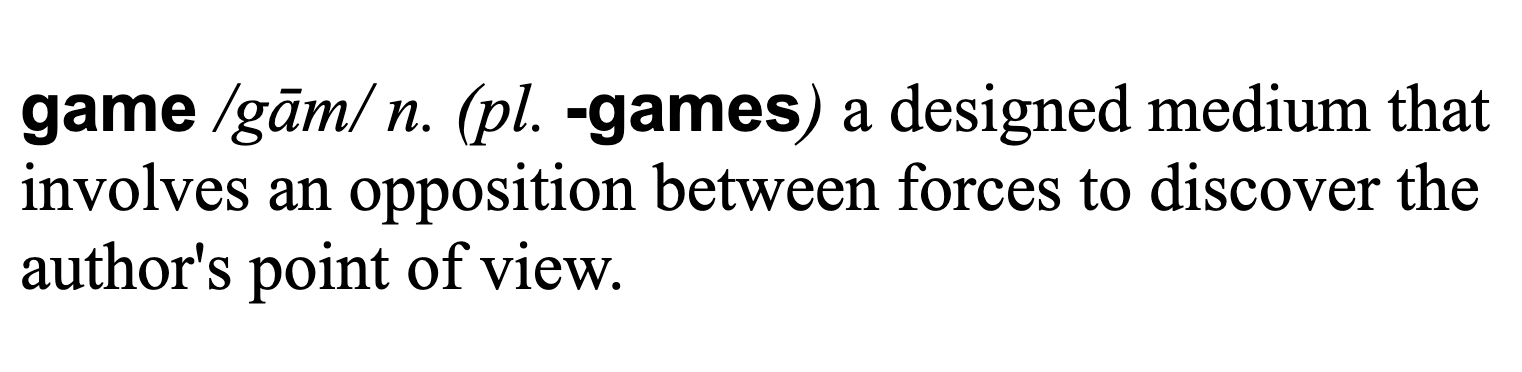 game /gām/ n. (pl. -games) a designed medium that
involves an opposition between forces to discover the
author's point of view.